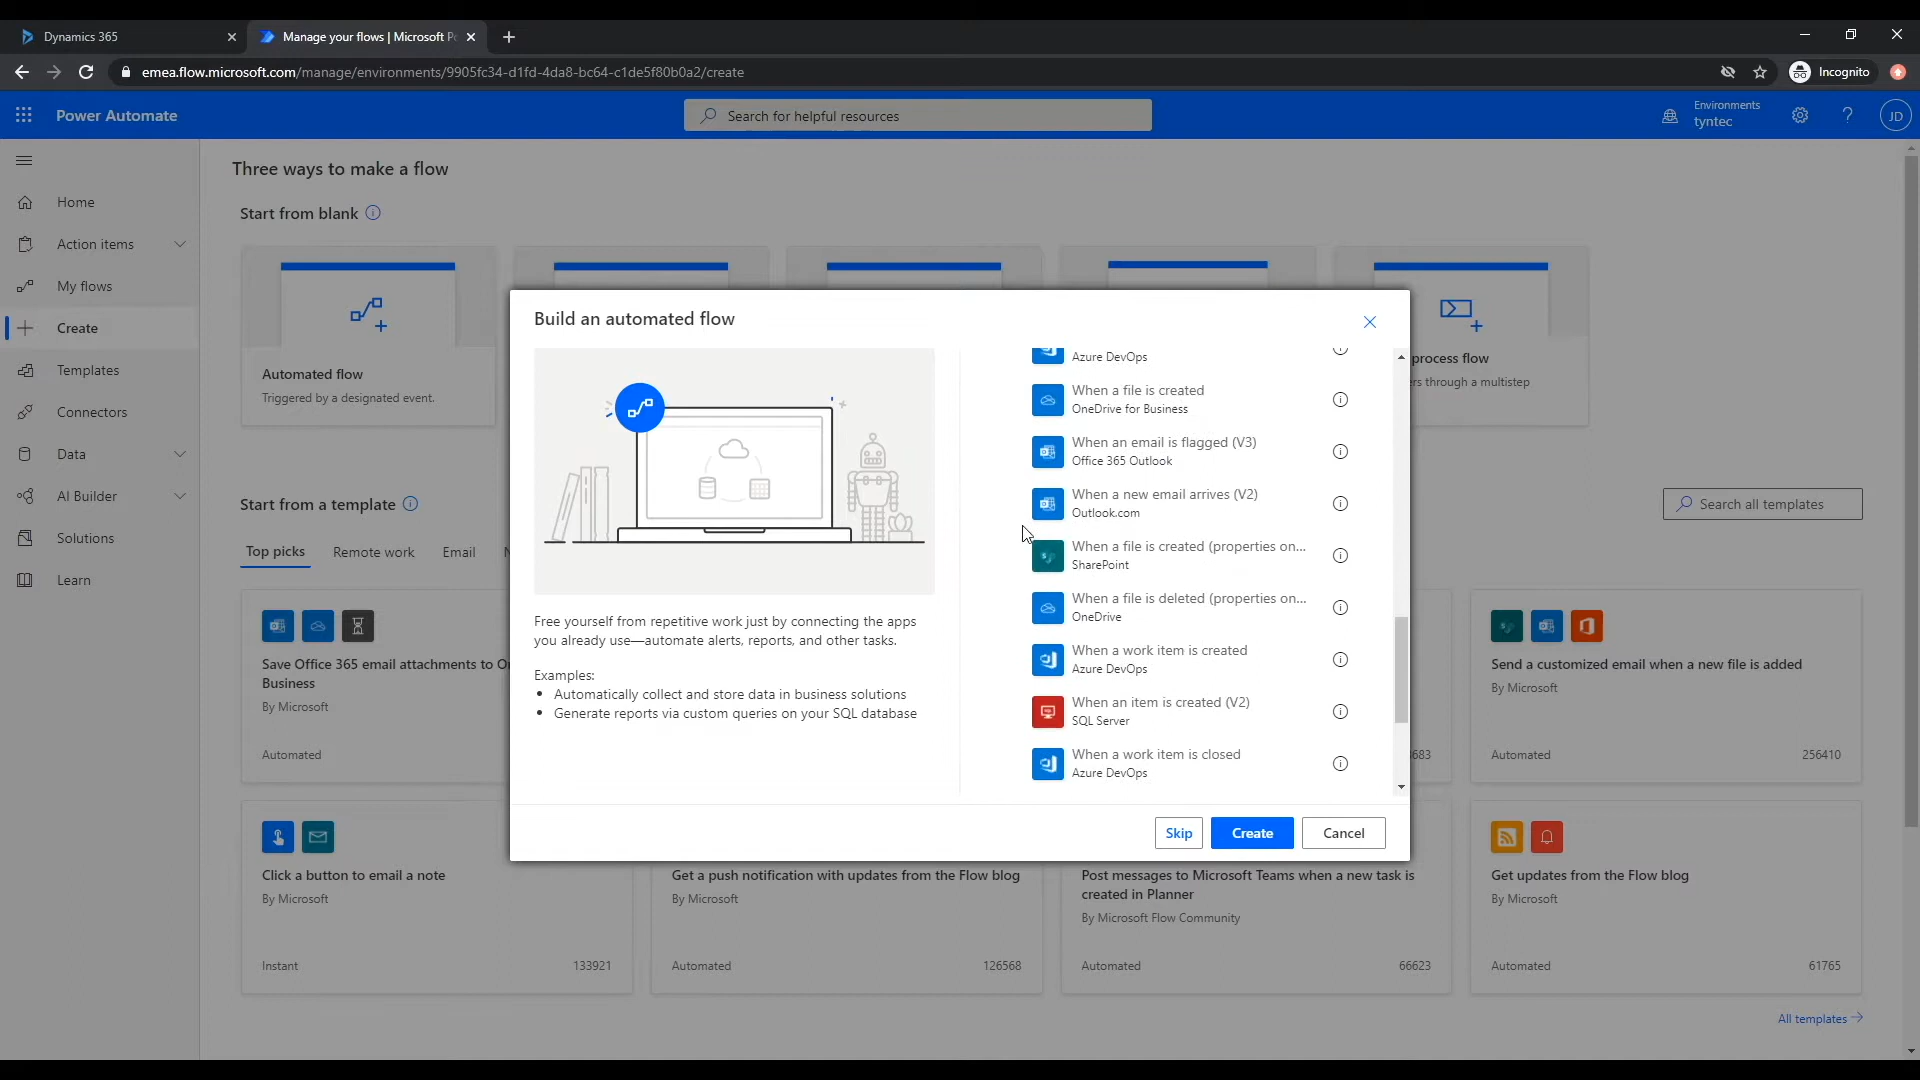 Dynamics 365
Manage your flows | Microsoft Po
emea.flow.microsoft.com/manage/environments/9905fc34-d1fd-4da8-bc64-c1de5f80b0a2/create
Incognito
Power Automate
Search for helpful resources
Environments
tyntec
JD
Home
Action items
My flows
Create
Templates
Connectors
Data
AI Builder
Solutions
Learn
Three ways to make a flow
Start from blank
Automated flow
Triggered by a designated event.
process flow
rs through a multistep
Start from a template
Search all templates
Top picks
Remote work
Email
N
Build an automated flow
Free yourself from repetitive work just by connecting the apps
you already use—automate alerts, reports, and other tasks.
Examples:
• Automatically collect and store data in business solutions
• Generate reports via custom queries on your SQL database
Azure DevOps
When a file is created
OneDrive for Business
When an email is flagged (V3)
Office 365 Outlook
When a new email arrives (V2)
Outlook.com
When a file is created (properties on...
SharePoint
When a file is deleted (properties on...
OneDrive
When a work item is created
Azure DevOps
When an item is created (V2)
SQL Server
When a work item is closed
Azure DevOps
Skip
Create
Cancel
Save Office 365 email attachments to On
Business
By Microsoft
Automated
683
Send a customized email when a new file is added
By Microsoft
Automated
256410
Click a button to email a note
By Microsoft
Instant
133921
Get a push notification with updates from the Flow blog
By Microsoft
Automated
126568
Post messages to Microsoft Teams when a new task is
created in Planner
By Microsoft Flow Community
Automated
66623
Get updates from the Flow blog
By Microsoft
Automated
61765
All templates